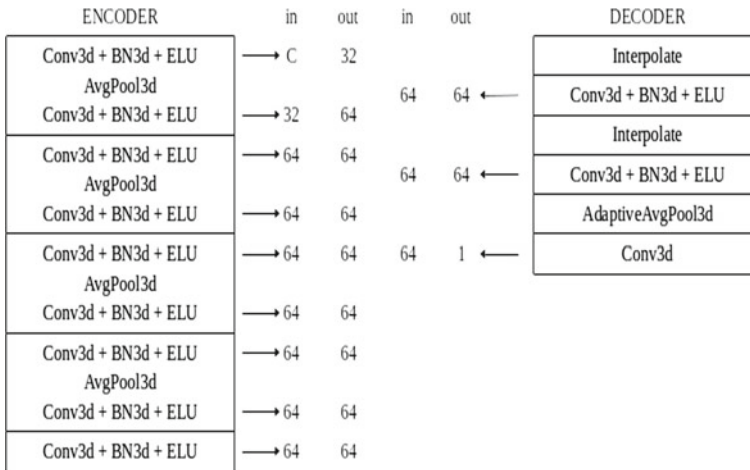 ENCODER in out in out DECODER
Conv3d + BN3d + ELU C 32 Interpolate
AvgPool3d 64 64 Conv3d + BN3d + ELU
Conv3d + BN3d + ELU 32 64 Interpolate
Conv3d + BN3d + ELU 64 64
AvgPool3d 64 64 Conv3d + BN3d + ELU
Conv3d + BN3d + ELU 64 64 AdaptiveAvgPool3d
Conv3d + BN3d + ELU 64 64 64 1 Conv3d
AvgPool3d
Conv3d + BN3d + ELU 64 64
Conv3d + BN3d + ELU 64 64
AvgPool3d
Conv3d + BN3d + ELU 64 64
Conv3d + BN3d + ELU 64 64